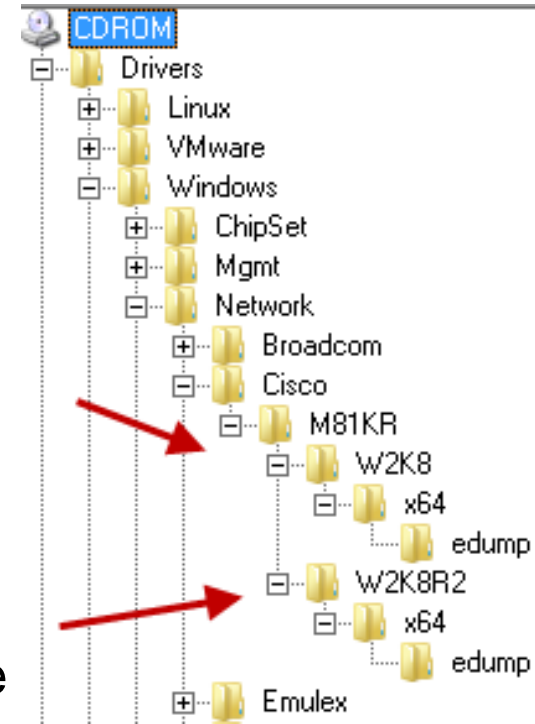 CDROM
Drivers
Linux
VMware
Windows
ChipSet
Mgmt
Network
Broadcom
Cisco
M81KR
W2K8
x64
edump
W2K8R2
x64
edump
e
Emulex